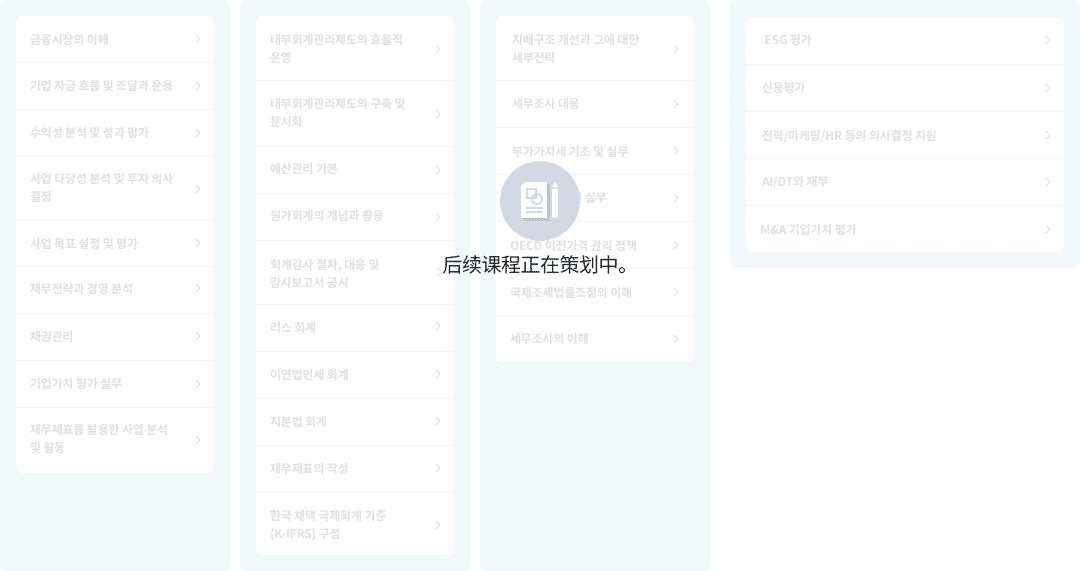 금융시장의 이해
기업 자금 흐름 및 조달과 운용
수익성 분석 및 성과 평가
사업 타당성 분석 및 투자 의사
결정
사업 목표 설정 및 평가
재무전략과 경영 분석
채권관리
기업가치 평가 실무
재무제표를 활용한 사업 분석
및 활동
내부회계관리제도의 효율적
운영
내부회계관리제도의 구축 및
문서화
예산관리 기본
원가회계의 개념과 활용
회계감사 절차, 대응 및
감사보고서 공시
리스 회계
이연법인세 회계
지분법 회계
재무제표의 작성
한국 채택 국제회계 기준
(K-IFRS) 구성
지배구조 개선과 그에 대한
세부전략
세무조사 대응
부가가치세 기초 및 실무
실무
OECD 이전가격 관리 정책
국제조세법률조정의 이해
세무조사의 이해
ESG 평가
신용평가
전략/마케팅/HR 등의 의사결정 지원
AI/DT와 재무
M&A 기업가치 평가
后续课程正在策划中。